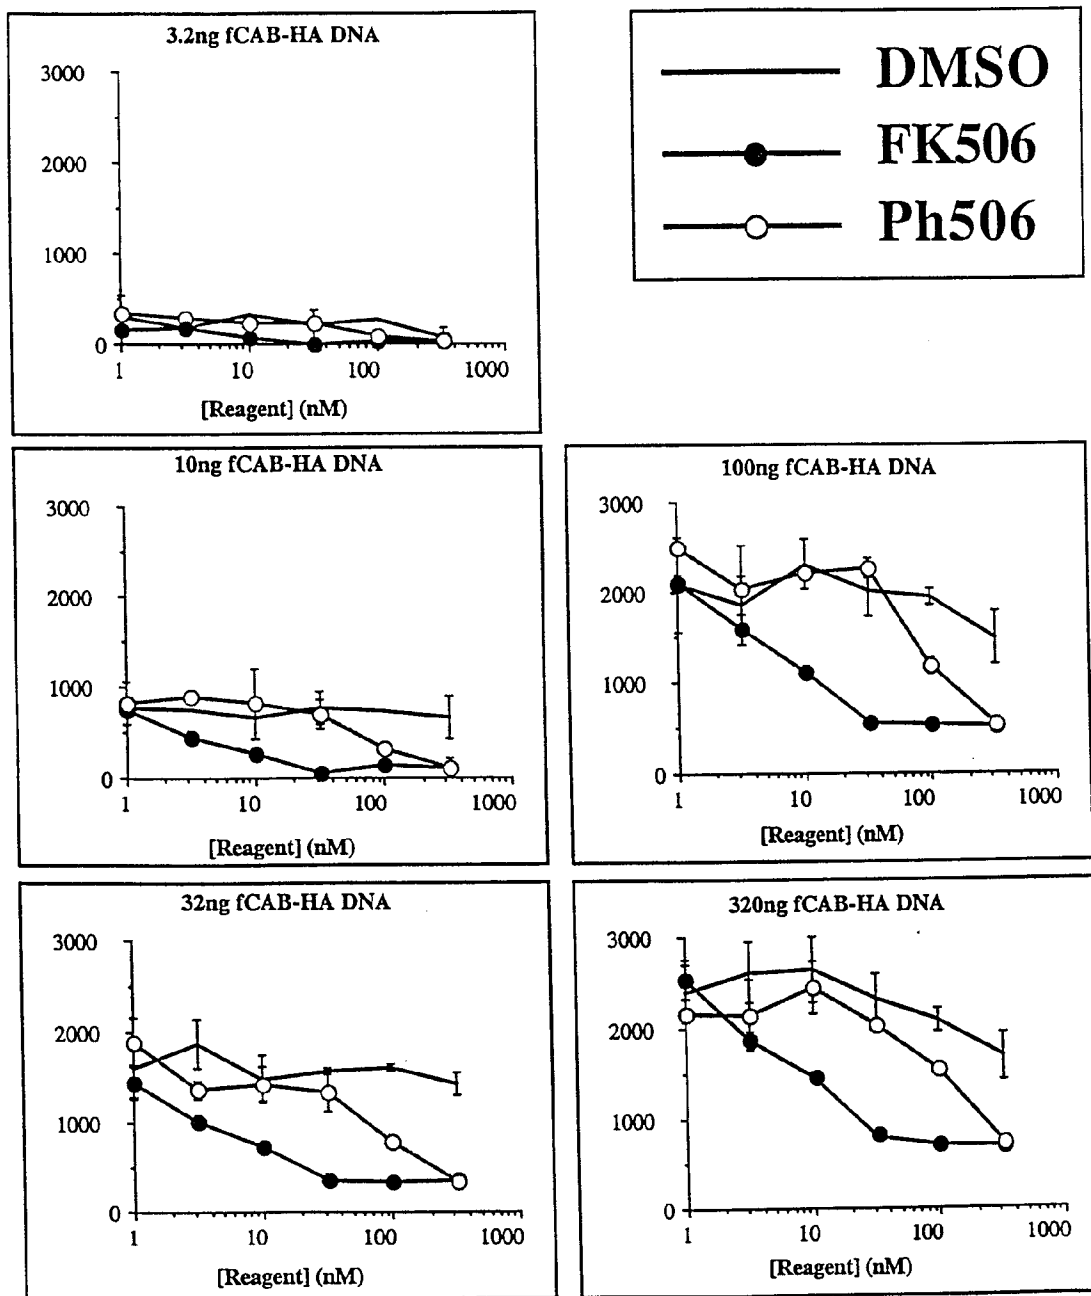 3.2ng fCAB-HA DNA
3000
2000
1000
0
1 10 100 1000
[Reagent] (nM)
DMSO
FK506
Ph506
10ng fCAB-HA DNA
3000
2000
1000
0
1 10 100 1000
[Reagent] (nM)
100ng fCAB-HA DNA
3000
2000
1000
0
1 10 100 1000
[Reagent] (nM)
32ng fCAB-HA DNA
3000
2000
1000
0
1 10 100 1000
[Reagent] (nM)
320ng fCAB-HA DNA
3000
2000
1000
0
1 10 100 1000
[Reagent] (nM)